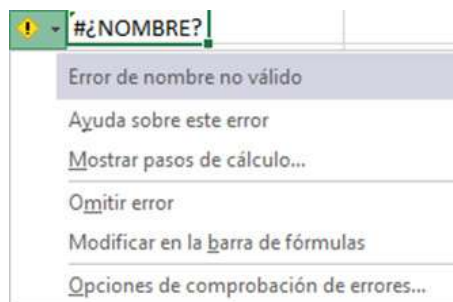 #¿NOMBRE?
Error de nombre no válido
Ayuda sobre este error
Mostrar pasos de cálculo...
Omitir error
Modificar en la barra de fórmulas
Opciones de comprobación de errores...